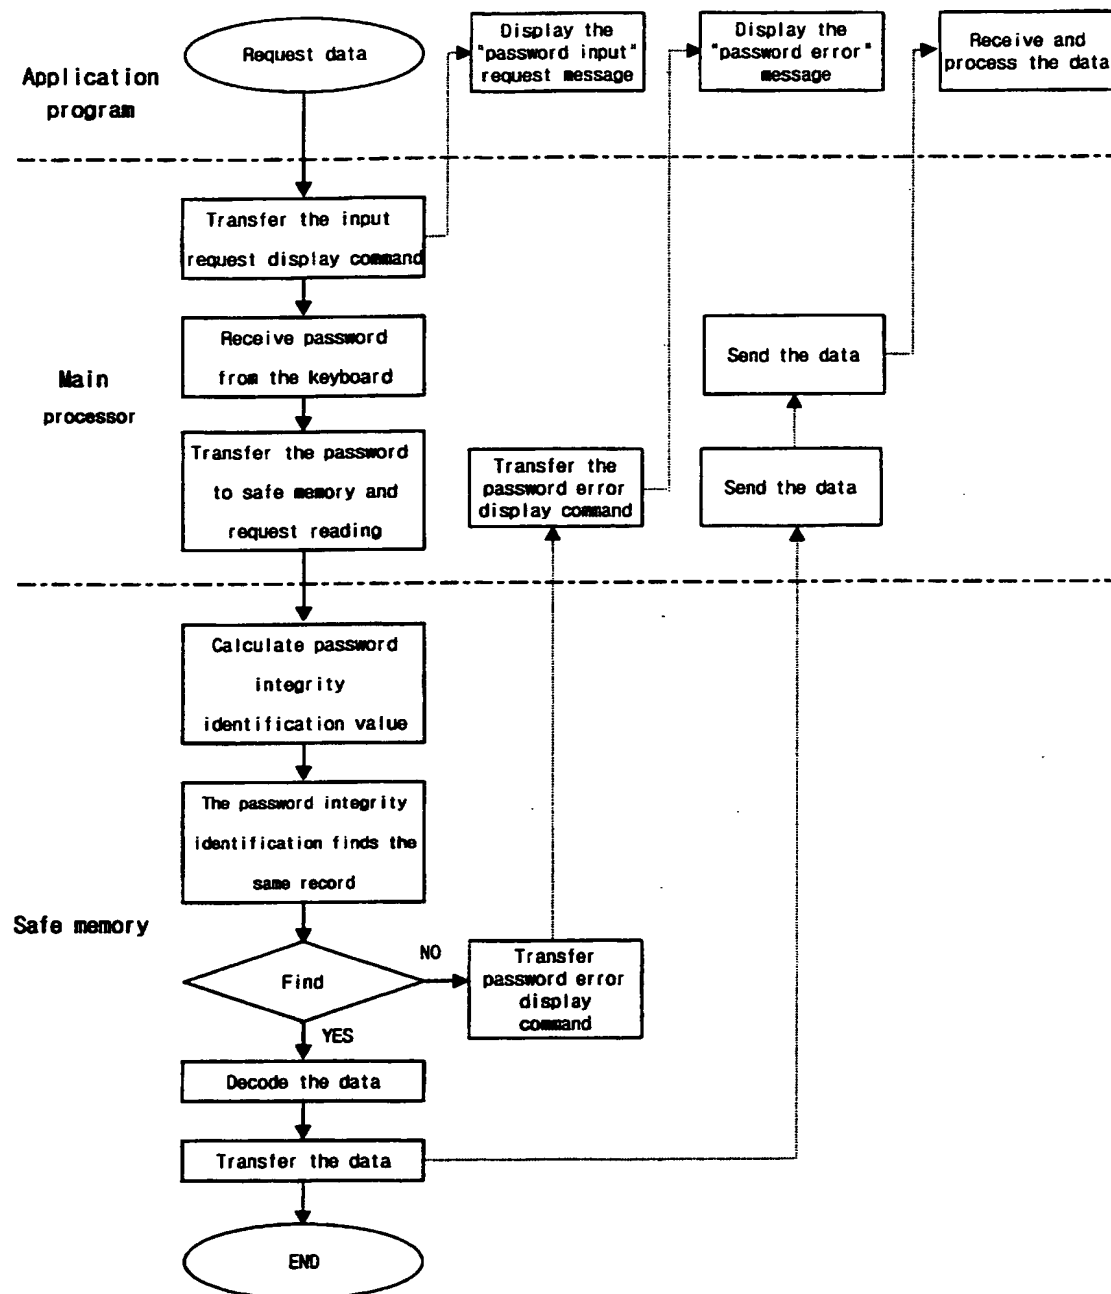 Request data
Display the
"password input"
request message
Display the
"password error"
message
Receive and
process the data
Application
program
Transfer the input
request display command
Receive password
from the keyboard
Send the data
Main
processor
Transfer the password
to safe memory and
request reading
Transfer the
password error
display command
Send the data
Calculate password
integrity
identification value
The password integrity
identification finds the
same record
Safe memory
Find
NO
Transfer
password error
display
command
YES
Decode the data
Transfer the data
END